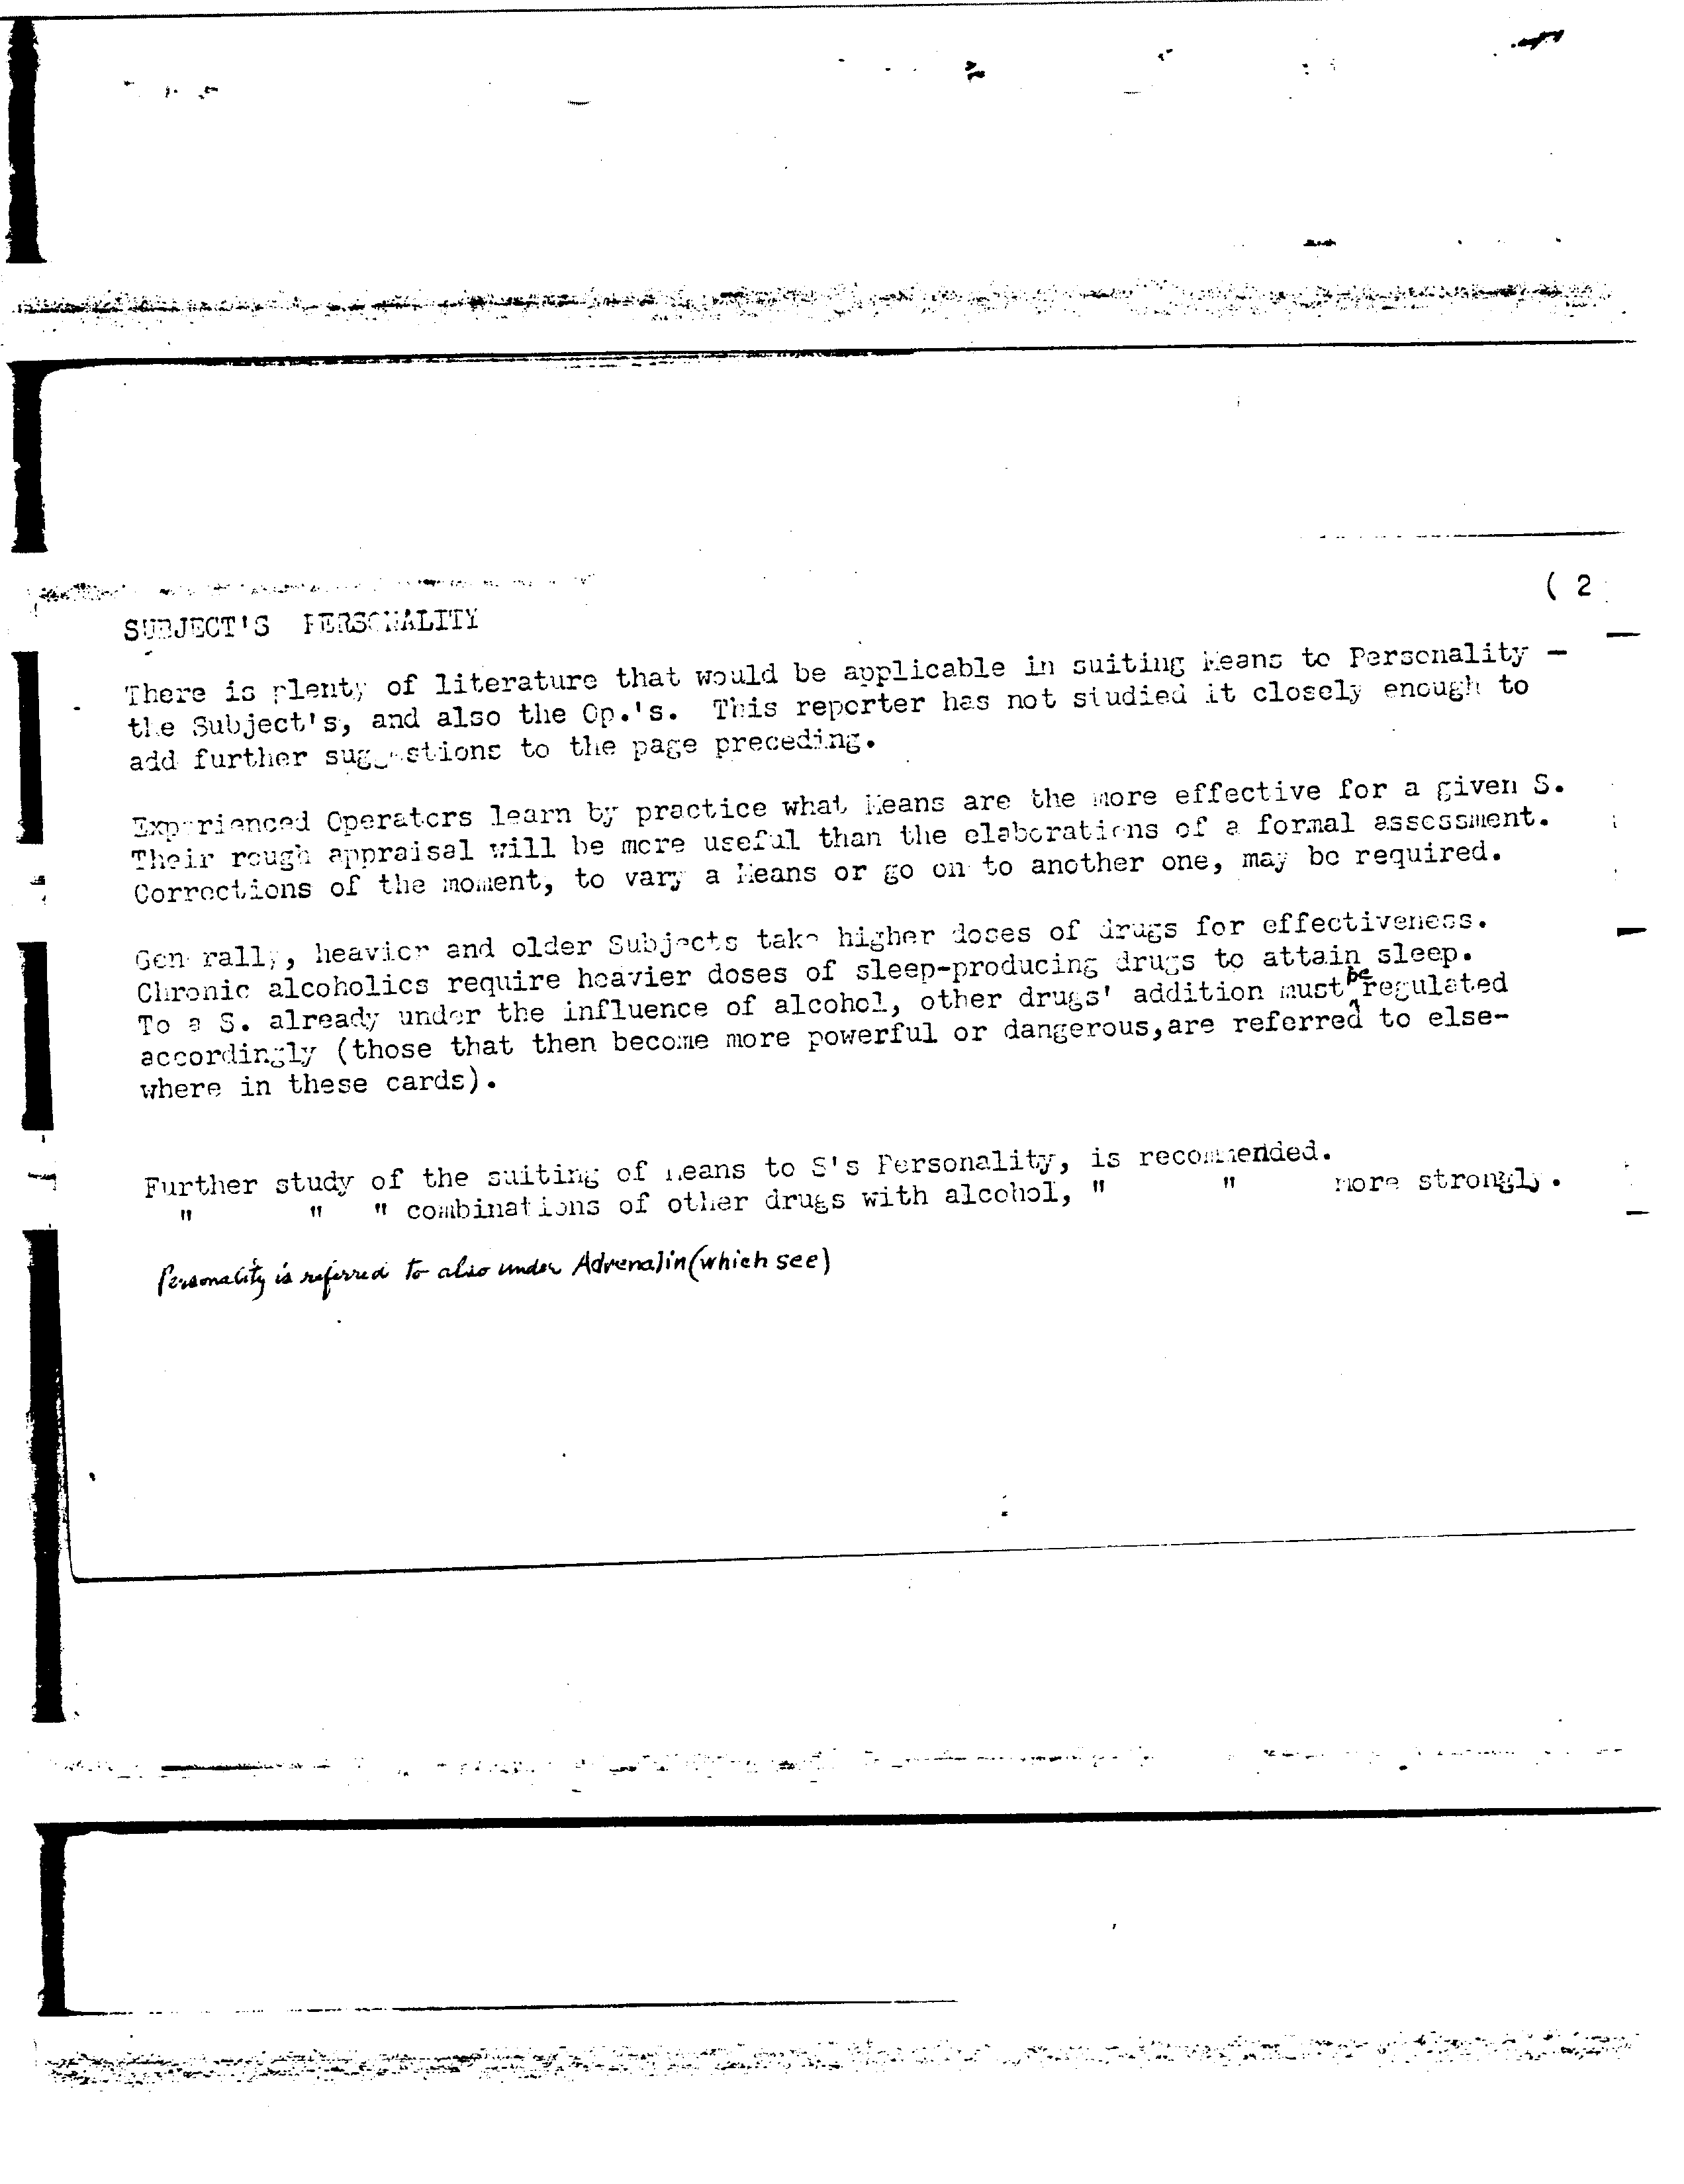 ( 2
SUBJECT'S PERSONALITY
There is plenty of literature that would be applicable in suiting Means to Personality —
the Subject's, and also the Op.'s. This reporter has not studied it closely enough to
add further suggestions to the page preceding.
Experienced Operators learn by practice what Means are the more effective for a given S.
Their rough appraisal will be more useful than the elaborations of a formal assessment.
Corrections of the moment, to vary a Means or go on to another one, may be required.
Generally, heavier and older Subjects take higher doses of drugs for effectiveness.
Chronic alcoholics require heavier doses of sleep-producing drugs to attain sleep.
To a S. already under the influence of alcohol, other drugs' addition must be regulated
accordingly (those that then become more powerful or dangerous,are referred to else-
where in these cards).
Further study of the suiting of Means to S's Personality, is recommended.
" " " combinations of other drugs with alcohol, " " more strongly.
Personality is referred to also under Adrenalin (which see)